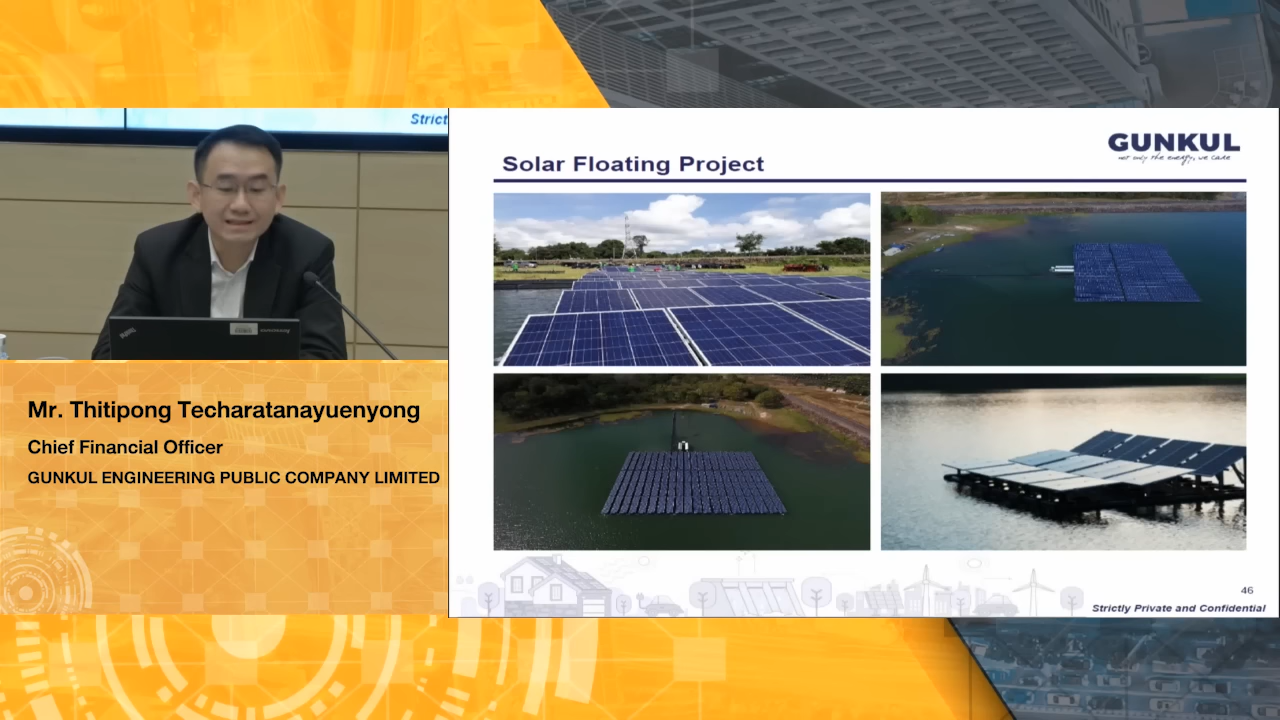 Strict
GUNKUL
not only the energy, we care
Solar Floating Project
Mr. Thitipong Techaratanayuenyong
Chief Financial Officer
GUNKUL ENGINEERING PUBLIC COMPANY LIMITED
46
Strictly Private and Confidential